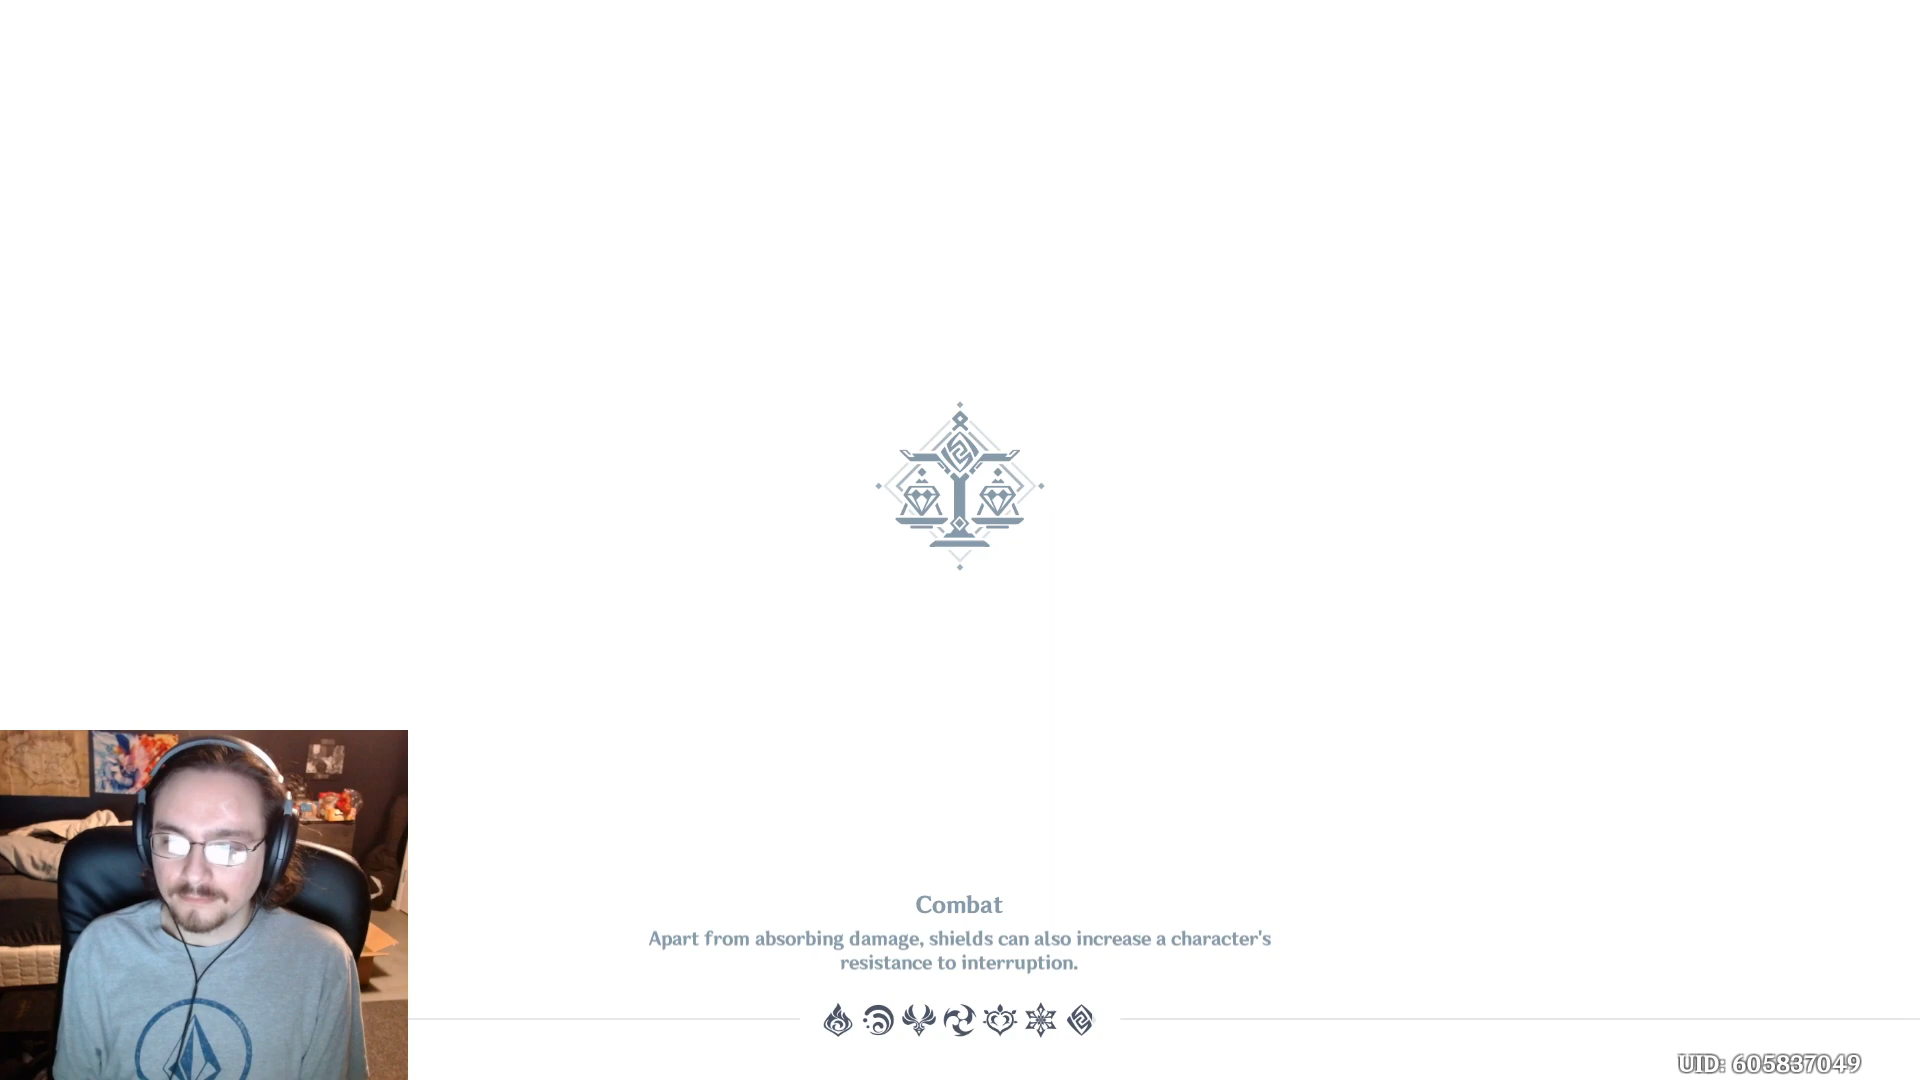 Combat
Apart from absorbing damage, shields can also increase a character's
resistance to interruption.
UID: 605837049